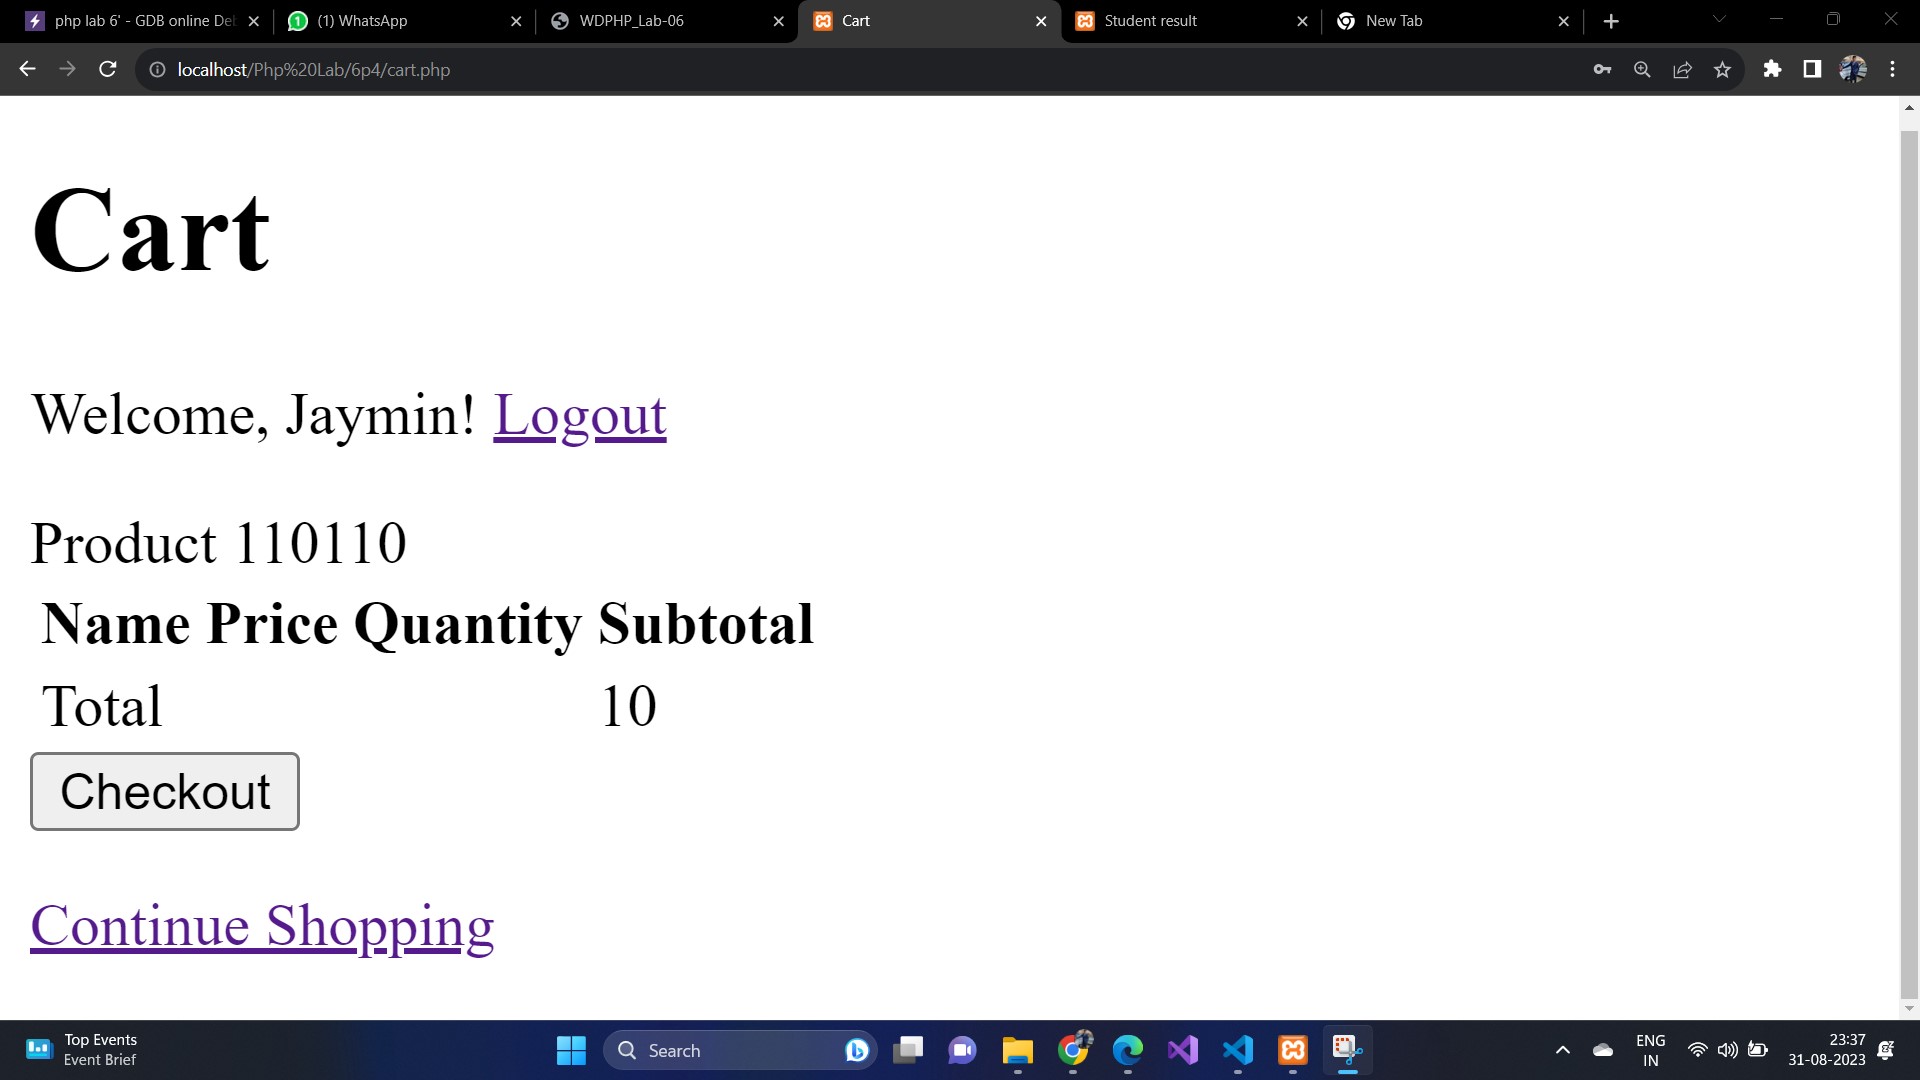 php lab 6' - GDB online De
(1) WhatsApp
WDPHP_Lab-06
Cart
Student result
New Tab
localhost/Php%20Lab/6p4/cart.php
Cart
Welcome, Jaymin! Logout
Product 110110
Name Price Quantity Subtotal
Total 10
Checkout
Continue Shopping
Top Events
Event Brief
Search
ENG
IN
23:37
31-08-2023